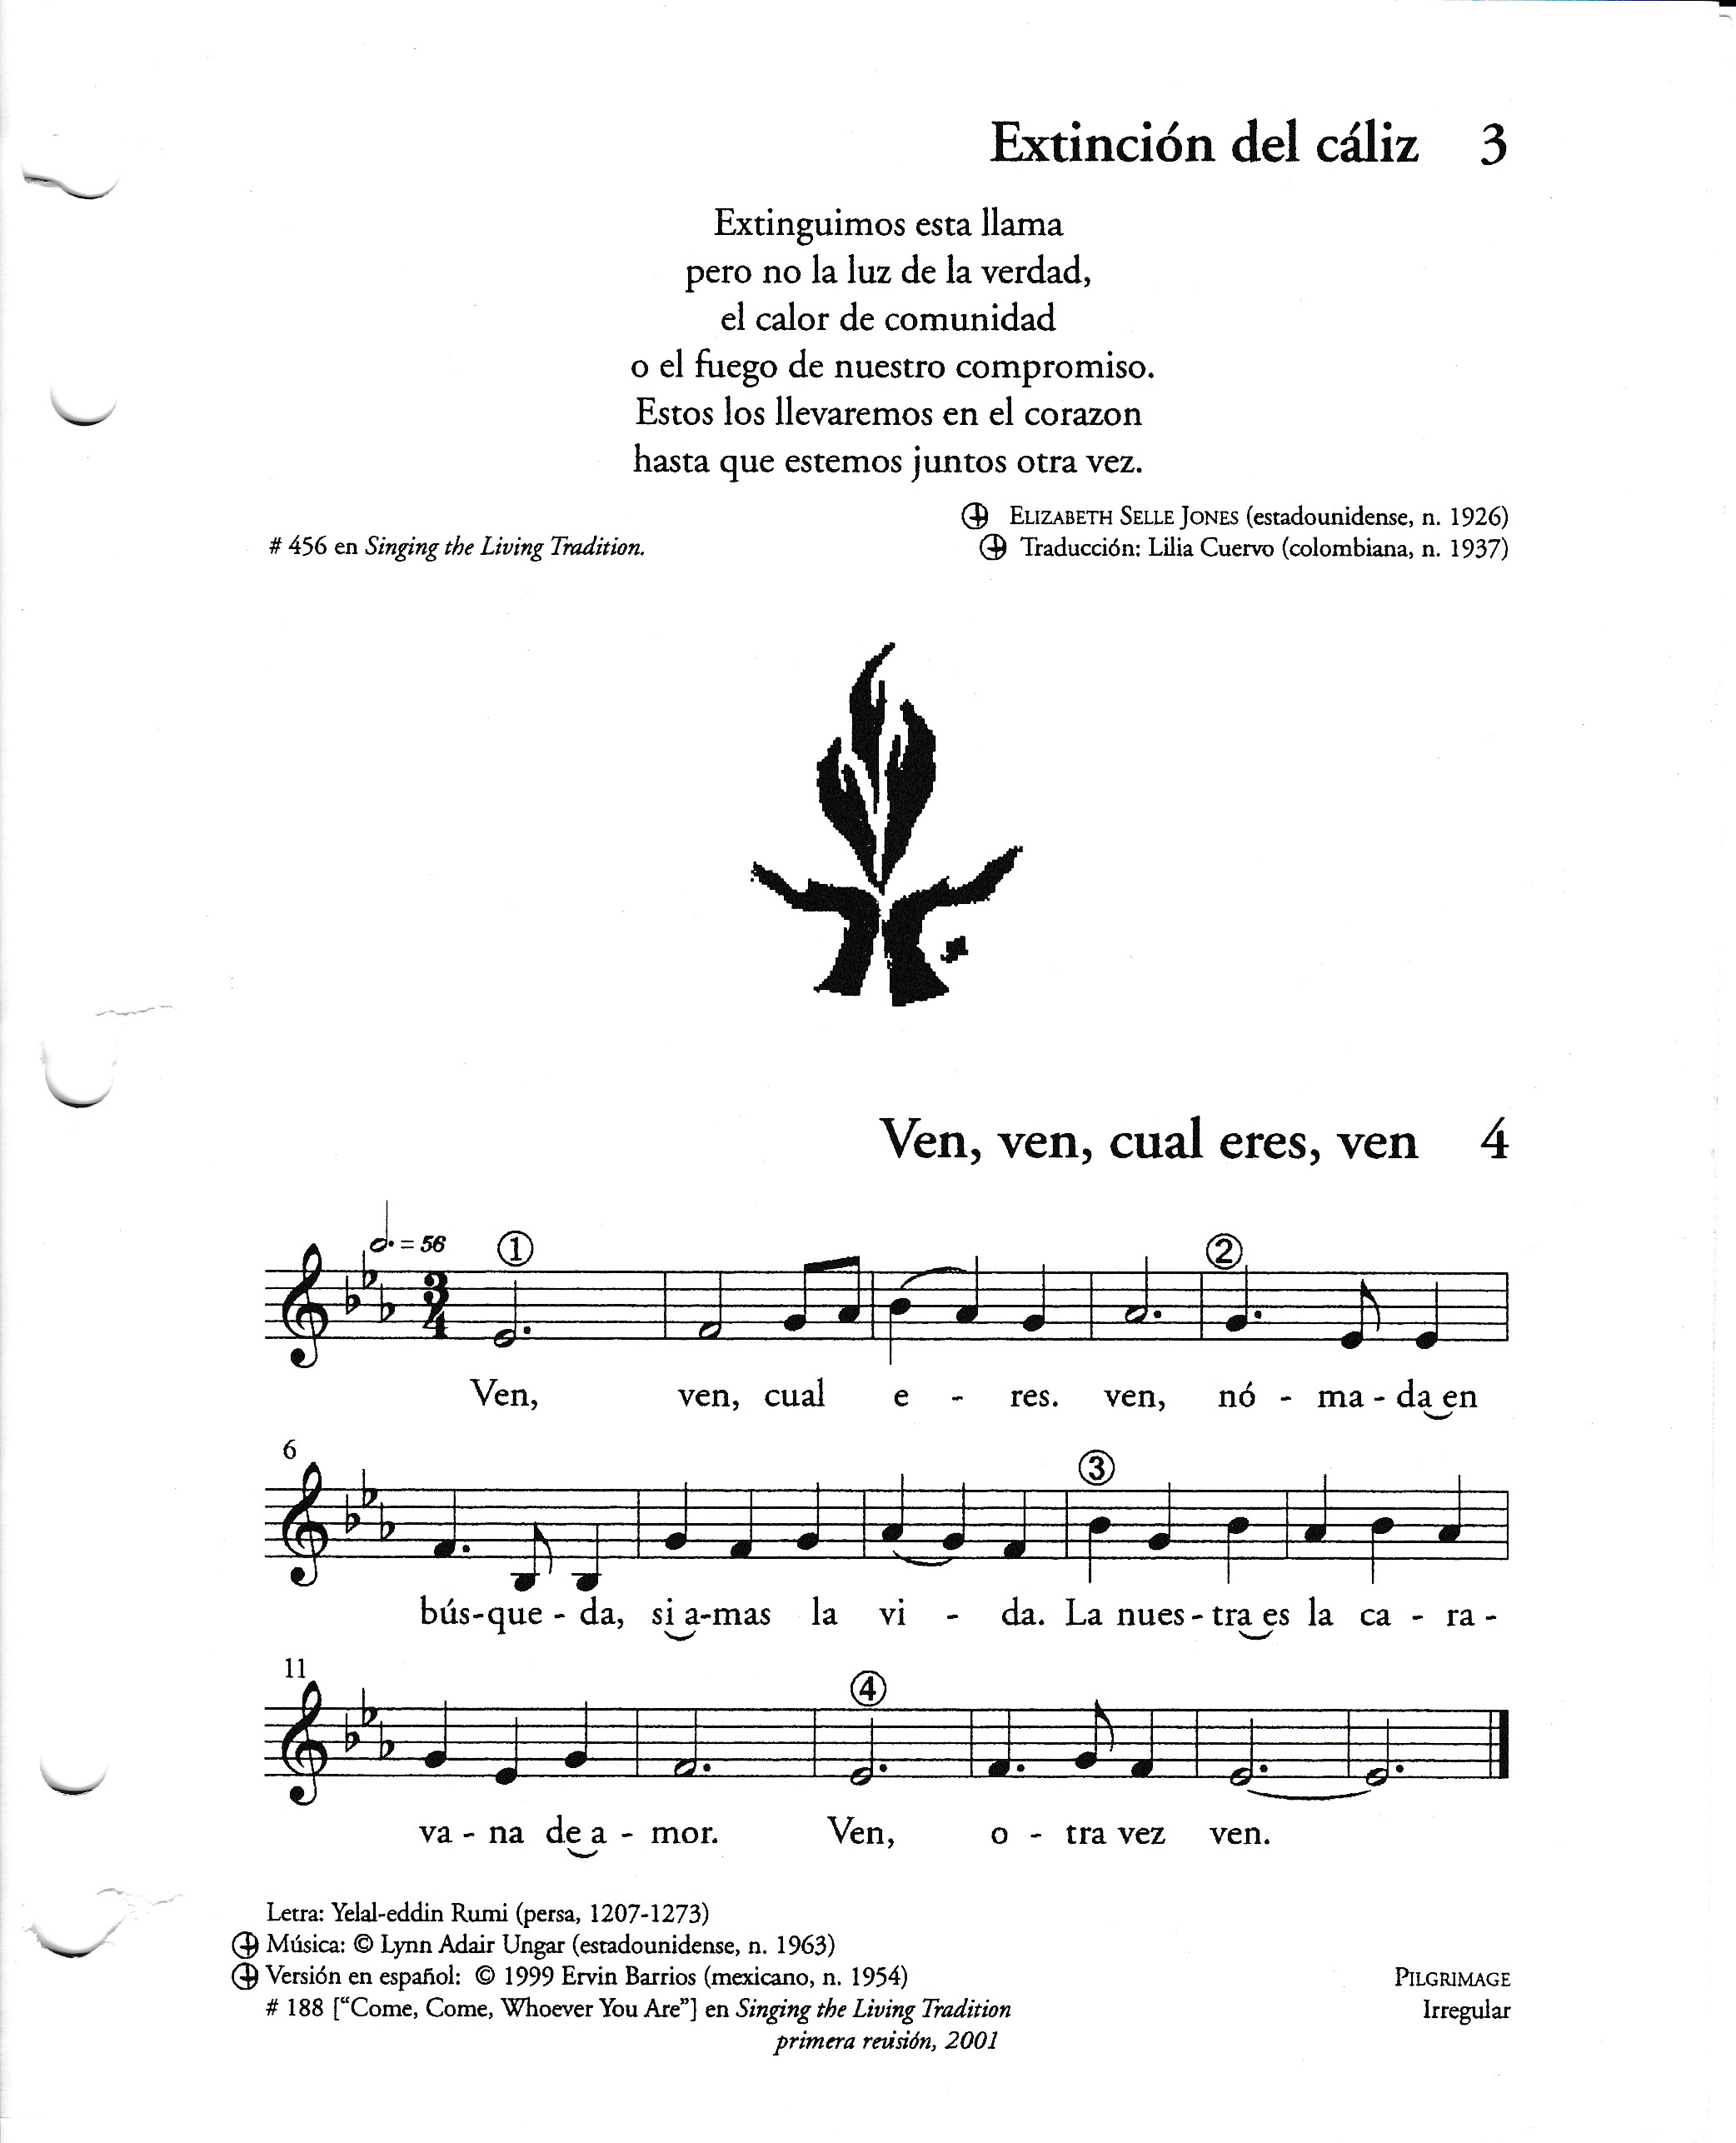 Extinción del cáliz 3
Extinguimos esta llama
pero no la luz de la verdad,
el calor de comunidad
o el fuego de nuestro compromiso.
Estos los llevaremos en el corazon
hasta que estemos juntos otra vez.
ELIZABETH SELLE JONES (estadounidense, n. 1926)
# 456 en Singing the Living Tradition.
Traducción: Lilia Cuervo (colombiana, n. 1937)
Ven, ven, cual eres, ven 4
= 56 1 2
3
4
Ven, ven, cual e - res. ven, nó - ma - da en
6 3
bús-que - da, si a-mas la vi - da. La nues-tra es la ca - ra -
11 4
va - na de a - mor. Ven, o - tra vez ven.
Letra: Yelal-eddin Rumi (persa, 1207-1273)
Música: © Lynn Adair Ungar (estadounidense, n. 1963)
Versión en español: © 1999 Ervin Barrios (mexicano, n. 1954)
PILGRIMAGE
# 188 ["Come, Come, Whoever You Are"] en Singing the Living Tradition
Irregular
primera revisión, 2001